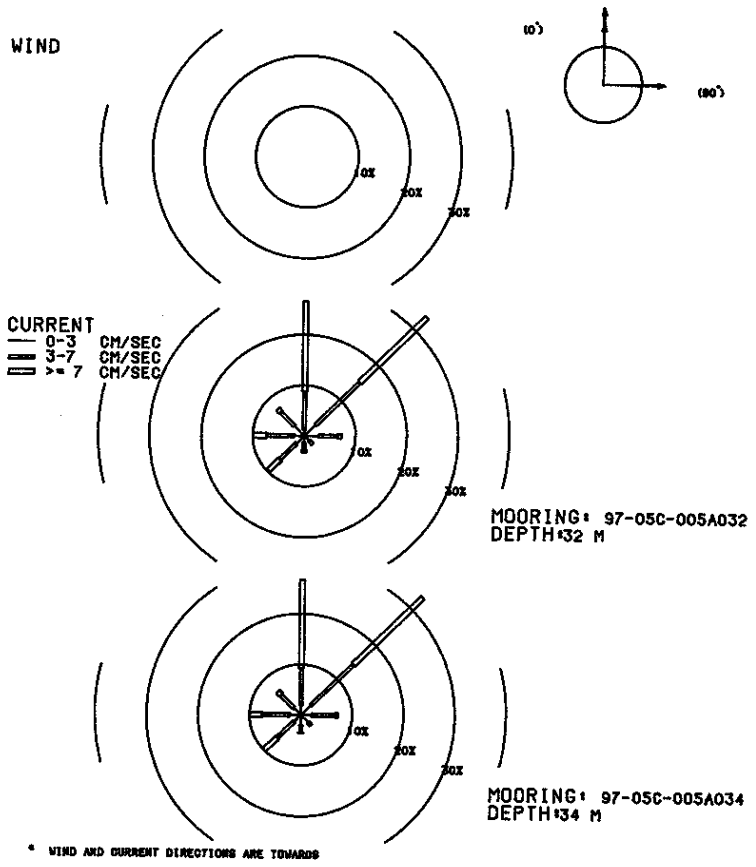 WIND
(0°)
(90°)
10%
20%
30%
CURRENT
0-3 CM/SEC
3-7 CM/SEC
>= 7 CM/SEC
10%
20%
30%
MOORING: 97-05C-005A032
DEPTH:32 M
10%
20%
30%
MOORING: 97-05C-005A034
DEPTH:34 M
* WIND AND CURRENT DIRECTIONS ARE TOWARDS